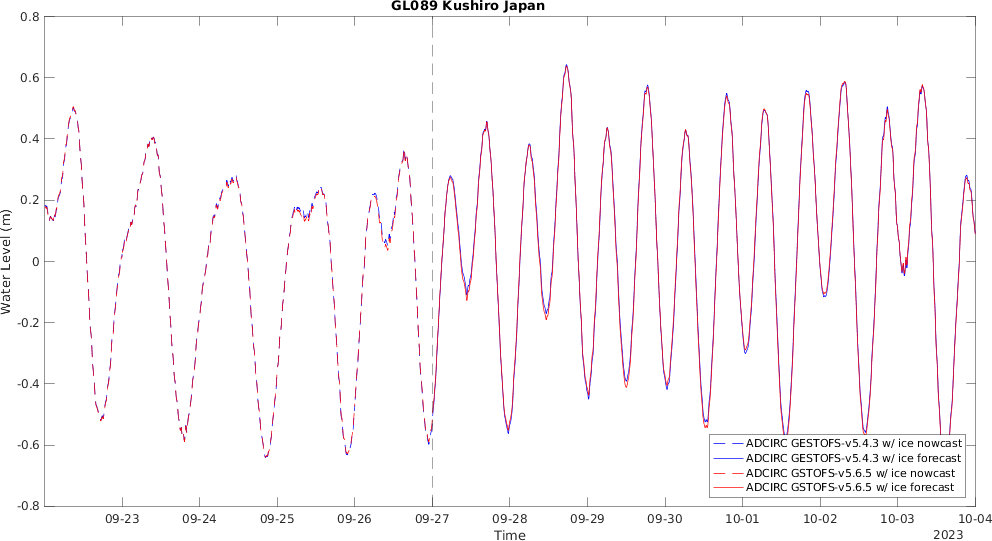 GL089 Kushiro Japan
Water Level (m)
0.8
0.6
0.4
0.2
0
-0.2
-0.4
-0.6
-0.8
ADCIRC GESTOFS-v5.4.3 w/ ice nowcast
ADCIRC GESTOFS-v5.4.3 w/ ice forecast
ADCIRC GSTOFS-v5.6.5 w/ ice nowcast
ADCIRC GSTOFS-v5.6.5 w/ ice forecast
09-23 09-24 09-25 09-26 09-27 09-28 09-29 09-30 10-01 10-02 10-03 10-04
Time
2023